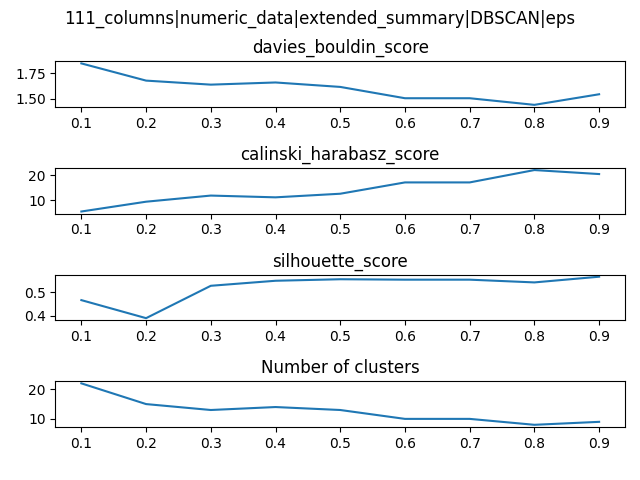 111_columns|numeric_data|extended_summary|DBSCAN|eps
davies_bouldin_score
1.75
1.50
0.1 0.2 0.3 0.4 0.5 0.6 0.7 0.8 0.9
calinski_harabasz_score
20
10
0.1 0.2 0.3 0.4 0.5 0.6 0.7 0.8 0.9
silhouette_score
0.5
0.4
0.1 0.2 0.3 0.4 0.5 0.6 0.7 0.8 0.9
Number of clusters
20
10
0.1 0.2 0.3 0.4 0.5 0.6 0.7 0.8 0.9